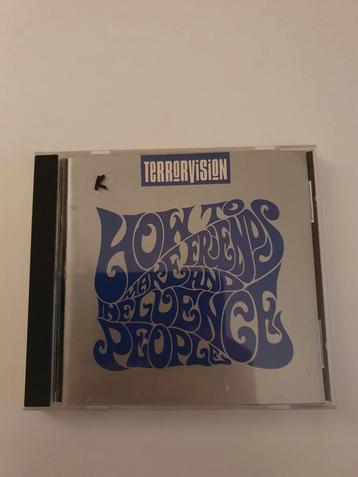 TERRORVISION
K
HOW TO
MAKE FRIENDS
AND
INFLUENCE
PEOPLE